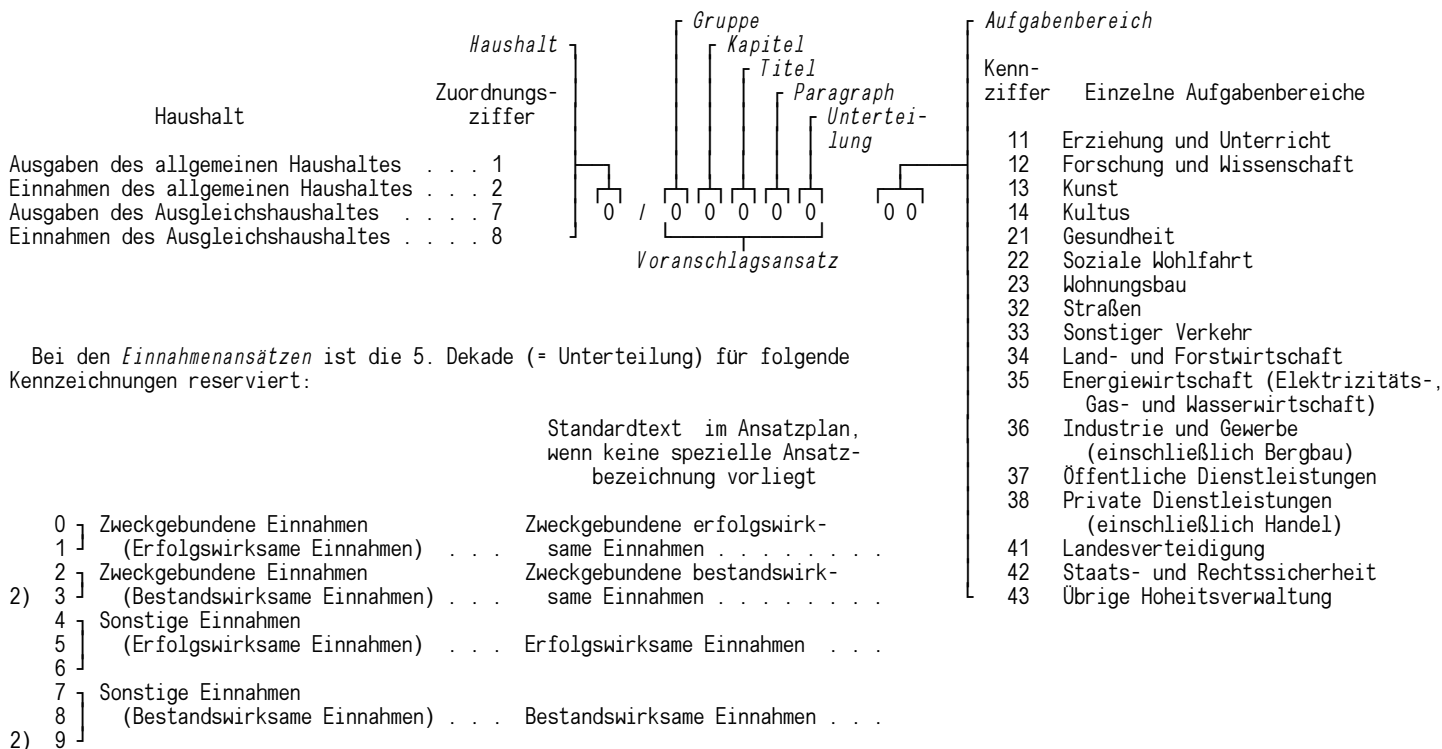 Gruppe
Aufgabenbereich
Haushalt
Kapitel
Titel
Kenn-
Zuordnungs-
Paragraph
ziffer Einzelne Aufgabenbereiche
Haushalt ziffer
Untertei-
lung
11 Erziehung und Unterricht
Ausgaben des allgemeinen Haushaltes . . . 1
12 Forschung und Wissenschaft
Einnahmen des allgemeinen Haushaltes . . . 2
13 Kunst
Ausgaben des Ausgleichshaushaltes . . . . 7
0 / 0 0 0 0 0 0 0
14 Kultus
Einnahmen des Ausgleichshaushaltes . . . . 8
21 Gesundheit
Voranschlagsansatz
22 Soziale Wohlfahrt
23 Wohnungsbau
32 Straßen
33 Sonstiger Verkehr
Bei den Einnahmenansätzen ist die 5. Dekade (= Unterteilung) für folgende
Kennzeichnungen reserviert:
34 Land- und Forstwirtschaft
35 Energiewirtschaft (Elektrizitäts-,
Gas- und Wasserwirtschaft)
36 Industrie und Gewerbe
(einschließlich Bergbau)
37 Öffentliche Dienstleistungen
38 Private Dienstleistungen
(einschließlich Handel)
41 Landesverteidigung
42 Staats- und Rechtssicherheit
43 Übrige Hoheitsverwaltung
Standardtext im Ansatzplan,
wenn keine spezielle Ansatz-
bezeichnung vorliegt
0 Zweckgebundene Einnahmen Zweckgebundene erfolgswirk-
1 (Erfolgswirksame Einnahmen) . . . same Einnahmen . . . . . . . .
2 Zweckgebundene Einnahmen Zweckgebundene bestandswirk-
2) 3 (Bestandswirksame Einnahmen) . . . same Einnahmen . . . . . . . .
4 Sonstige Einnahmen
5 (Erfolgswirksame Einnahmen) . . . Erfolgswirksame Einnahmen . . .
6
7 Sonstige Einnahmen
8 (Bestandswirksame Einnahmen) . . . Bestandswirksame Einnahmen . . .
2) 9